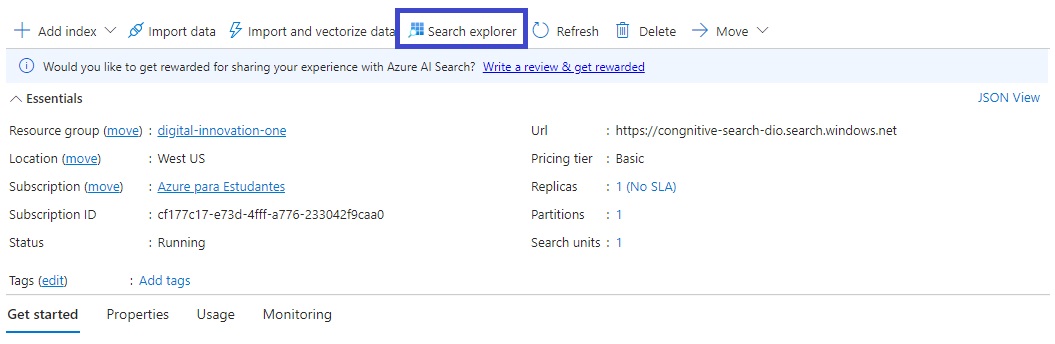 Add index Import data Import and vectorize data Search explorer Refresh Delete Move
Would you like to get rewarded for sharing your experience with Azure AI Search? Write a review & get rewarded
Essentials JSON View
Resource group (move) : digital-innovation-one Url : https://congnitive-search-dio.search.windows.net
Location (move) : West US Pricing tier : Basic
Subscription (move) : Azure para Estudantes Replicas : 1 (No SLA)
Subscription ID : cf177c17-e73d-4fff-a776-233042f9caa0 Partitions : 1
Status : Running Search units : 1
Tags (edit) : Add tags
Get started Properties Usage Monitoring